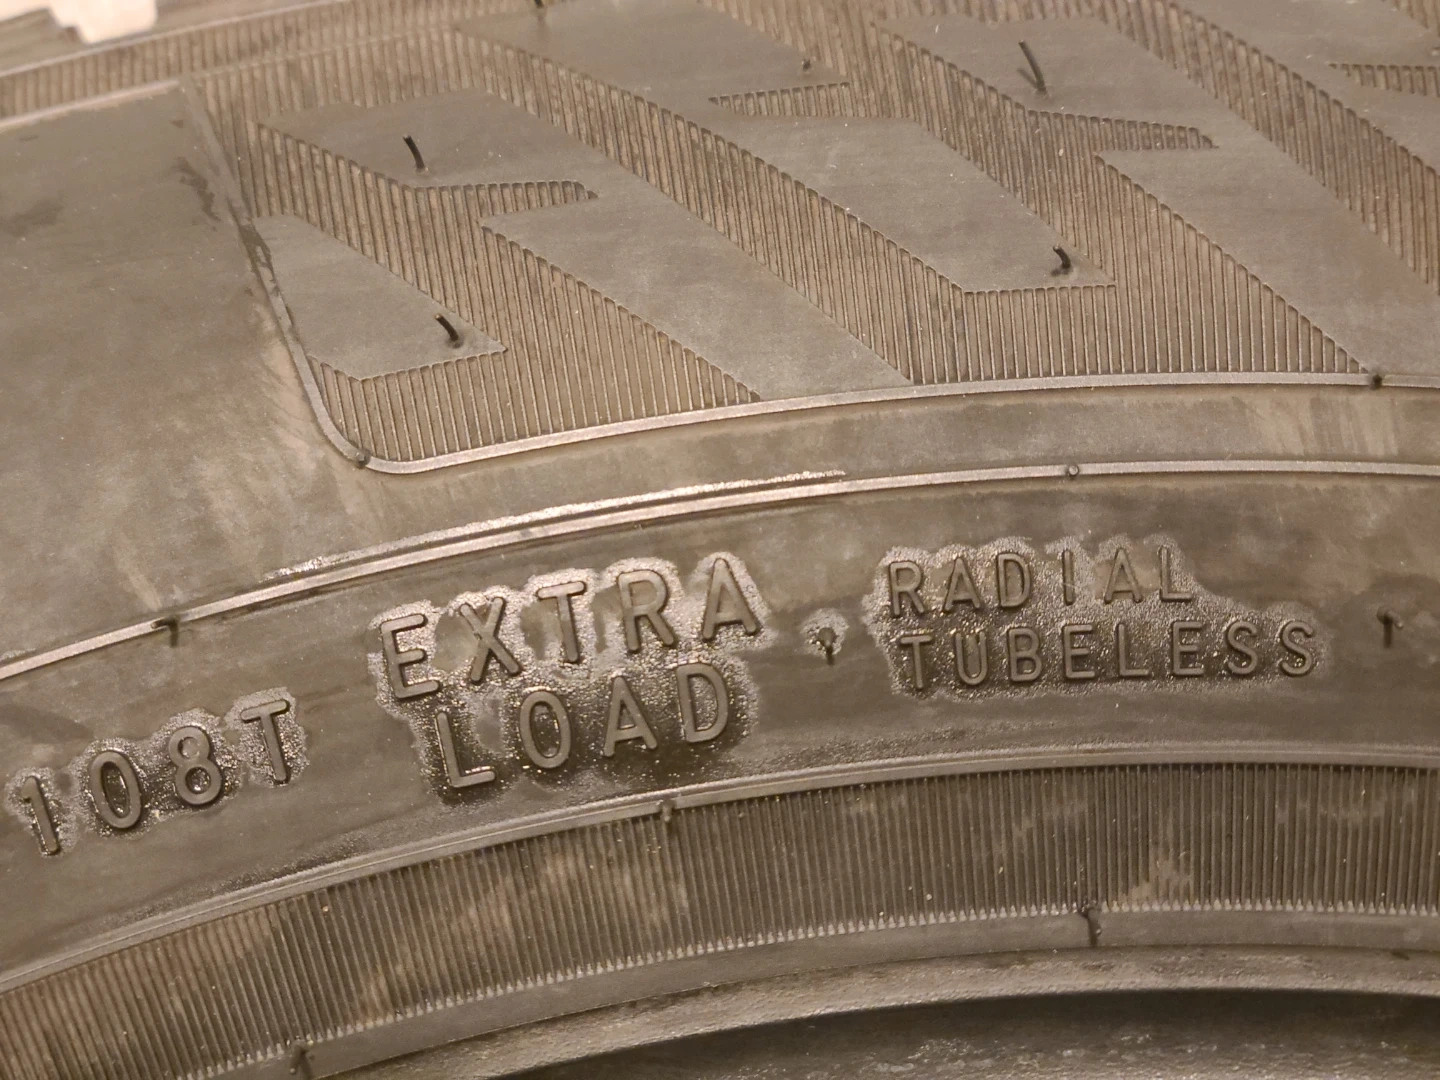 108T
EXTRA
LOAD
RADIAL
TUBELESS